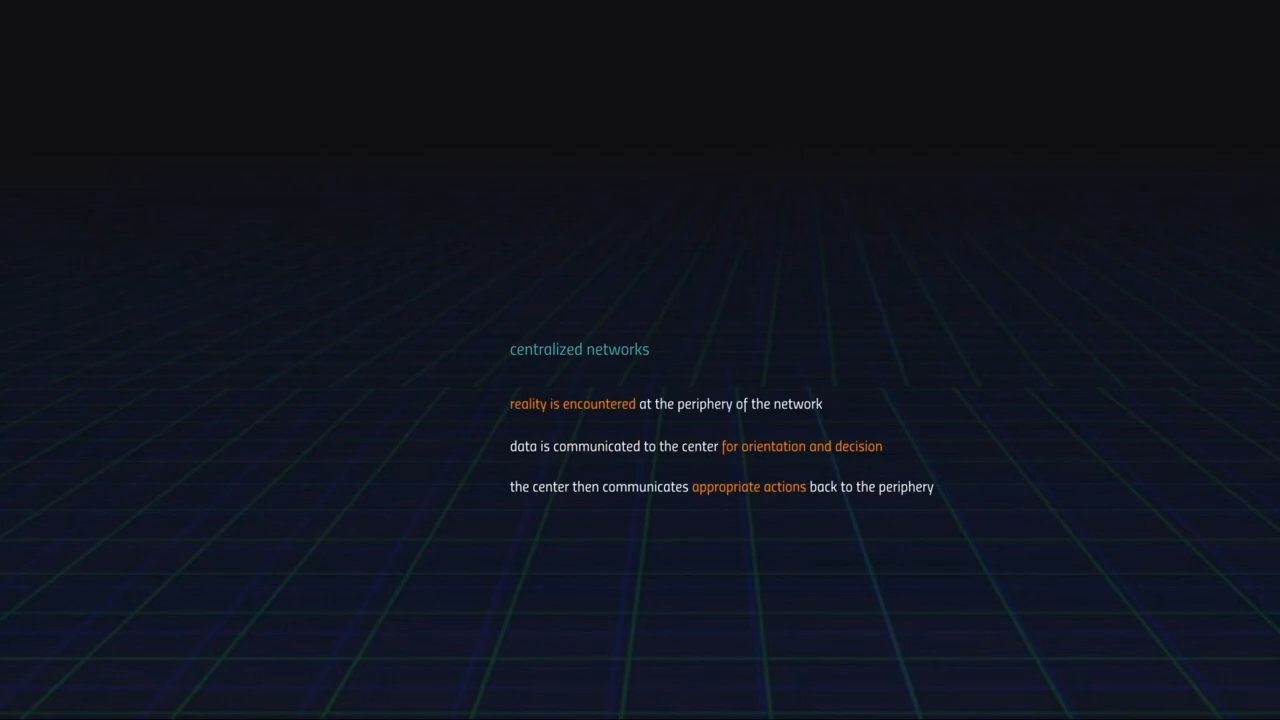 centralized networks
reality is encountered at the periphery of the network
data is communicated to the center for orientation and decision
the center then communicates appropriate actions back to the periphery